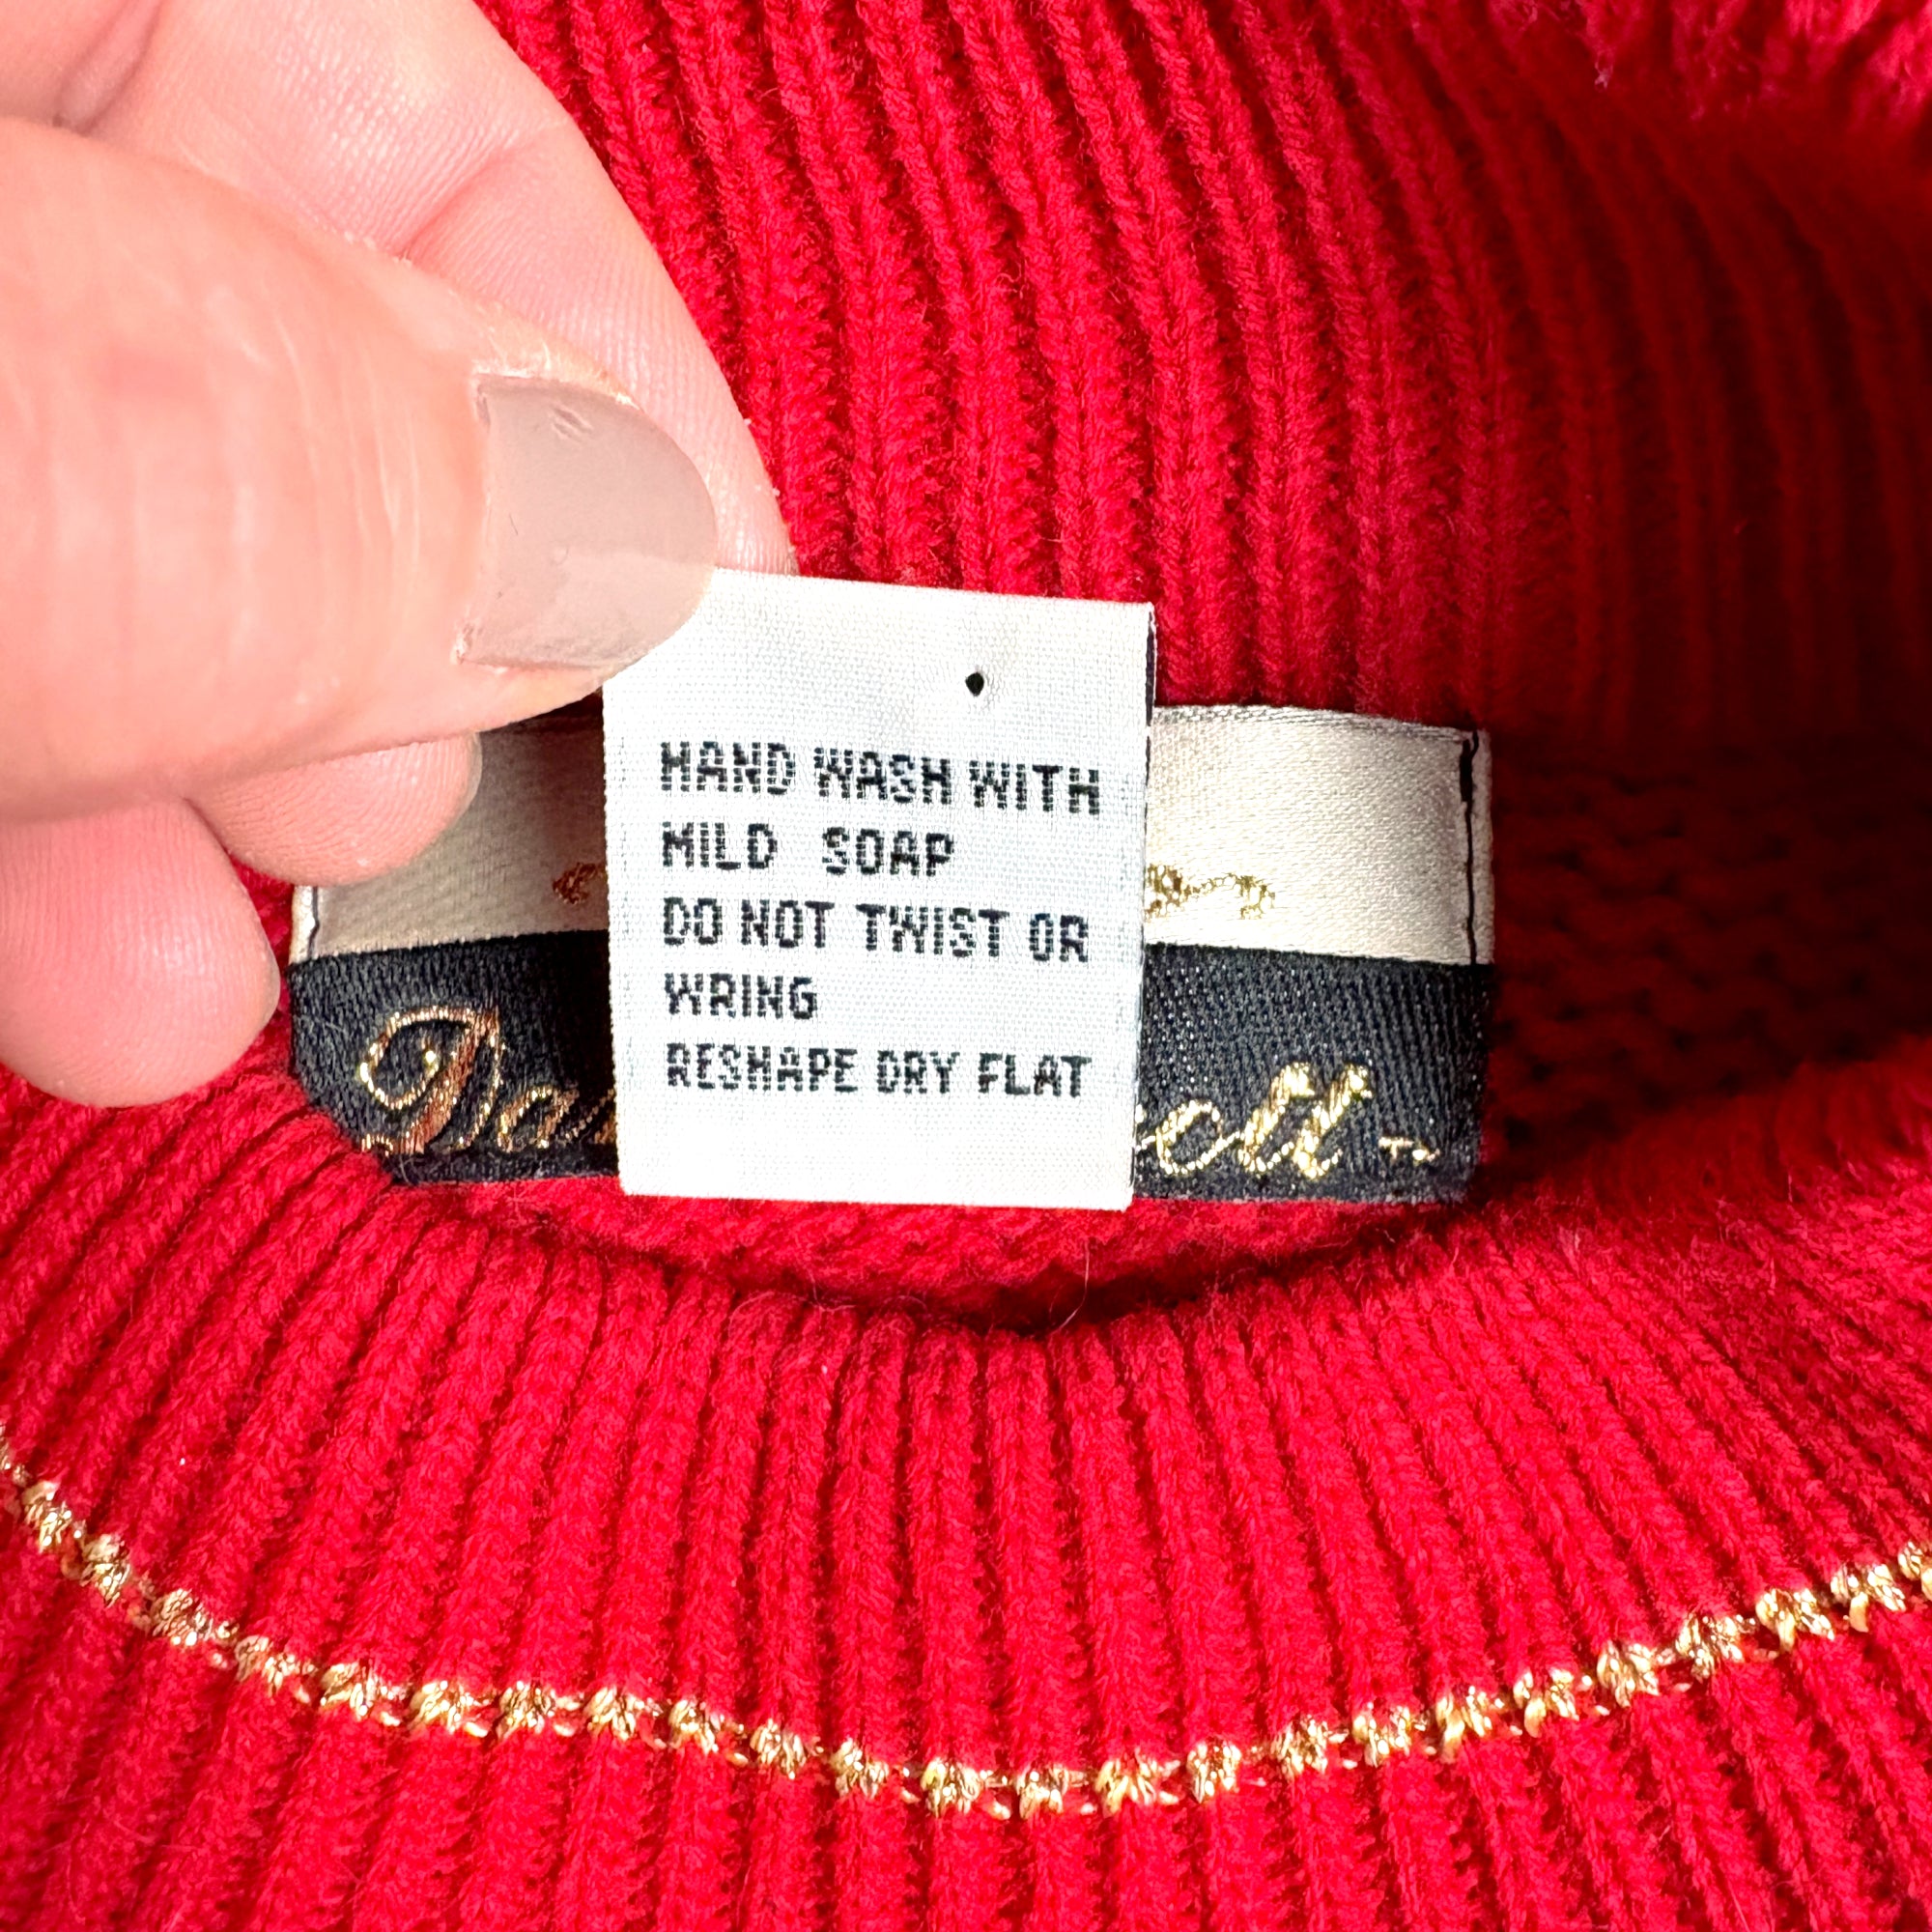 HAND WASH WITH
MILD SOAP
DO NOT TWIST OR
WRING
RESHAPE DRY FLAT